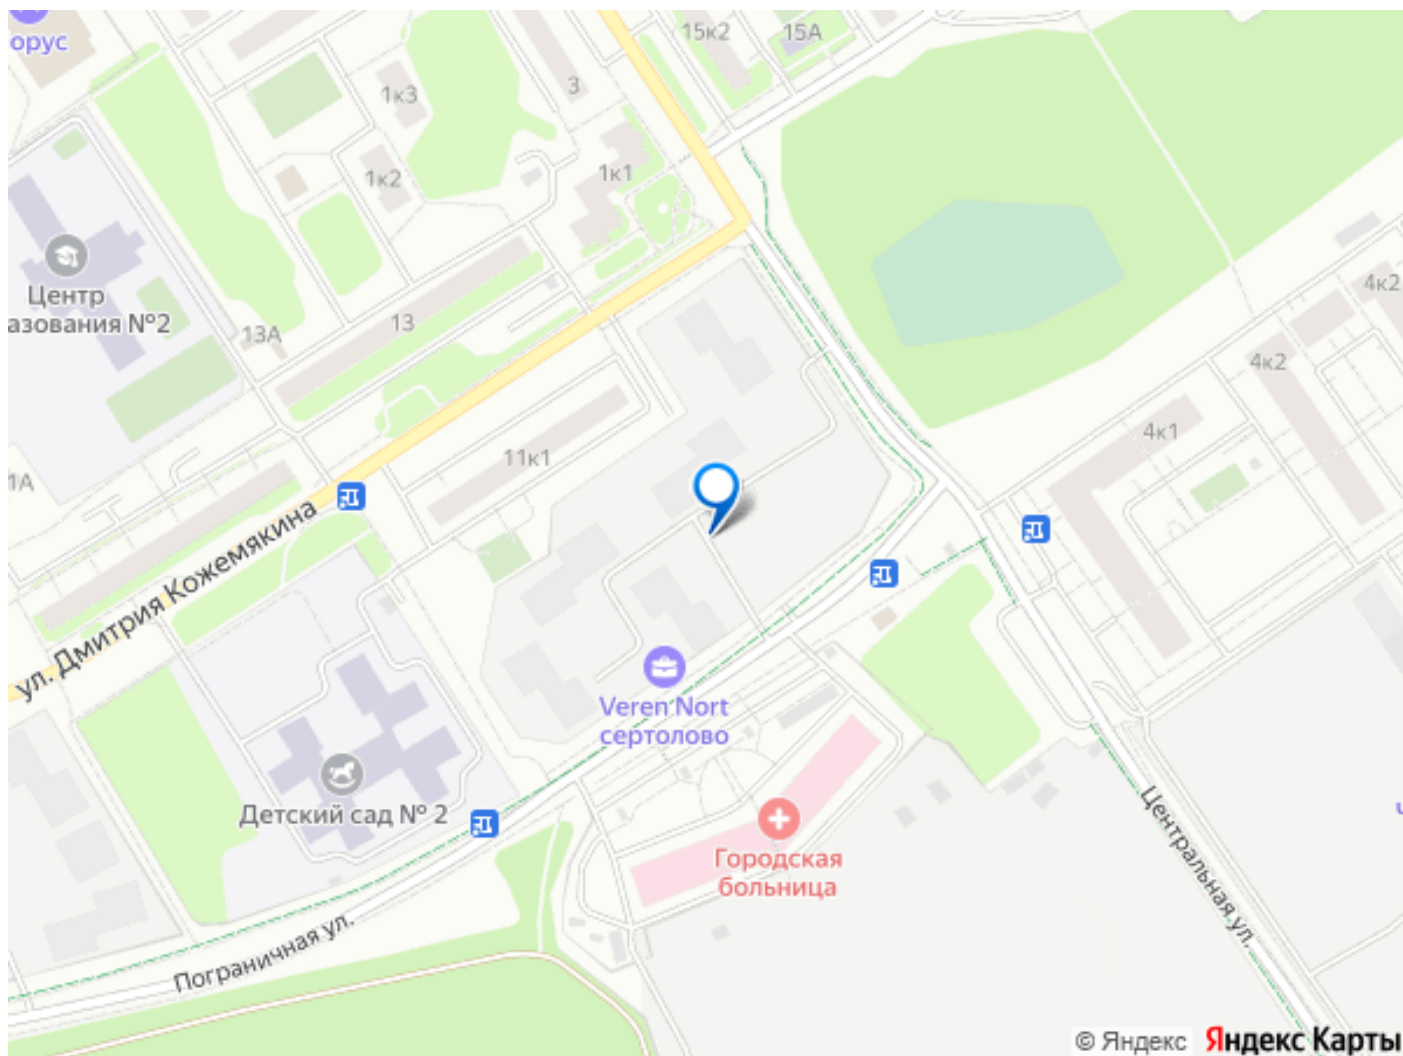 орус
15к2
15А
3
1к3
1к2
1к1
Центр
азования №2
13А
13
4к2
4к2
4к1
11к1
1А
ул. Дмитрия Кожемякина
Veren Nort
сертолово
Детский сад № 2
Городская
больница
Пограничная ул.
Центральная ул.
© Яндекс Яндекс Карты